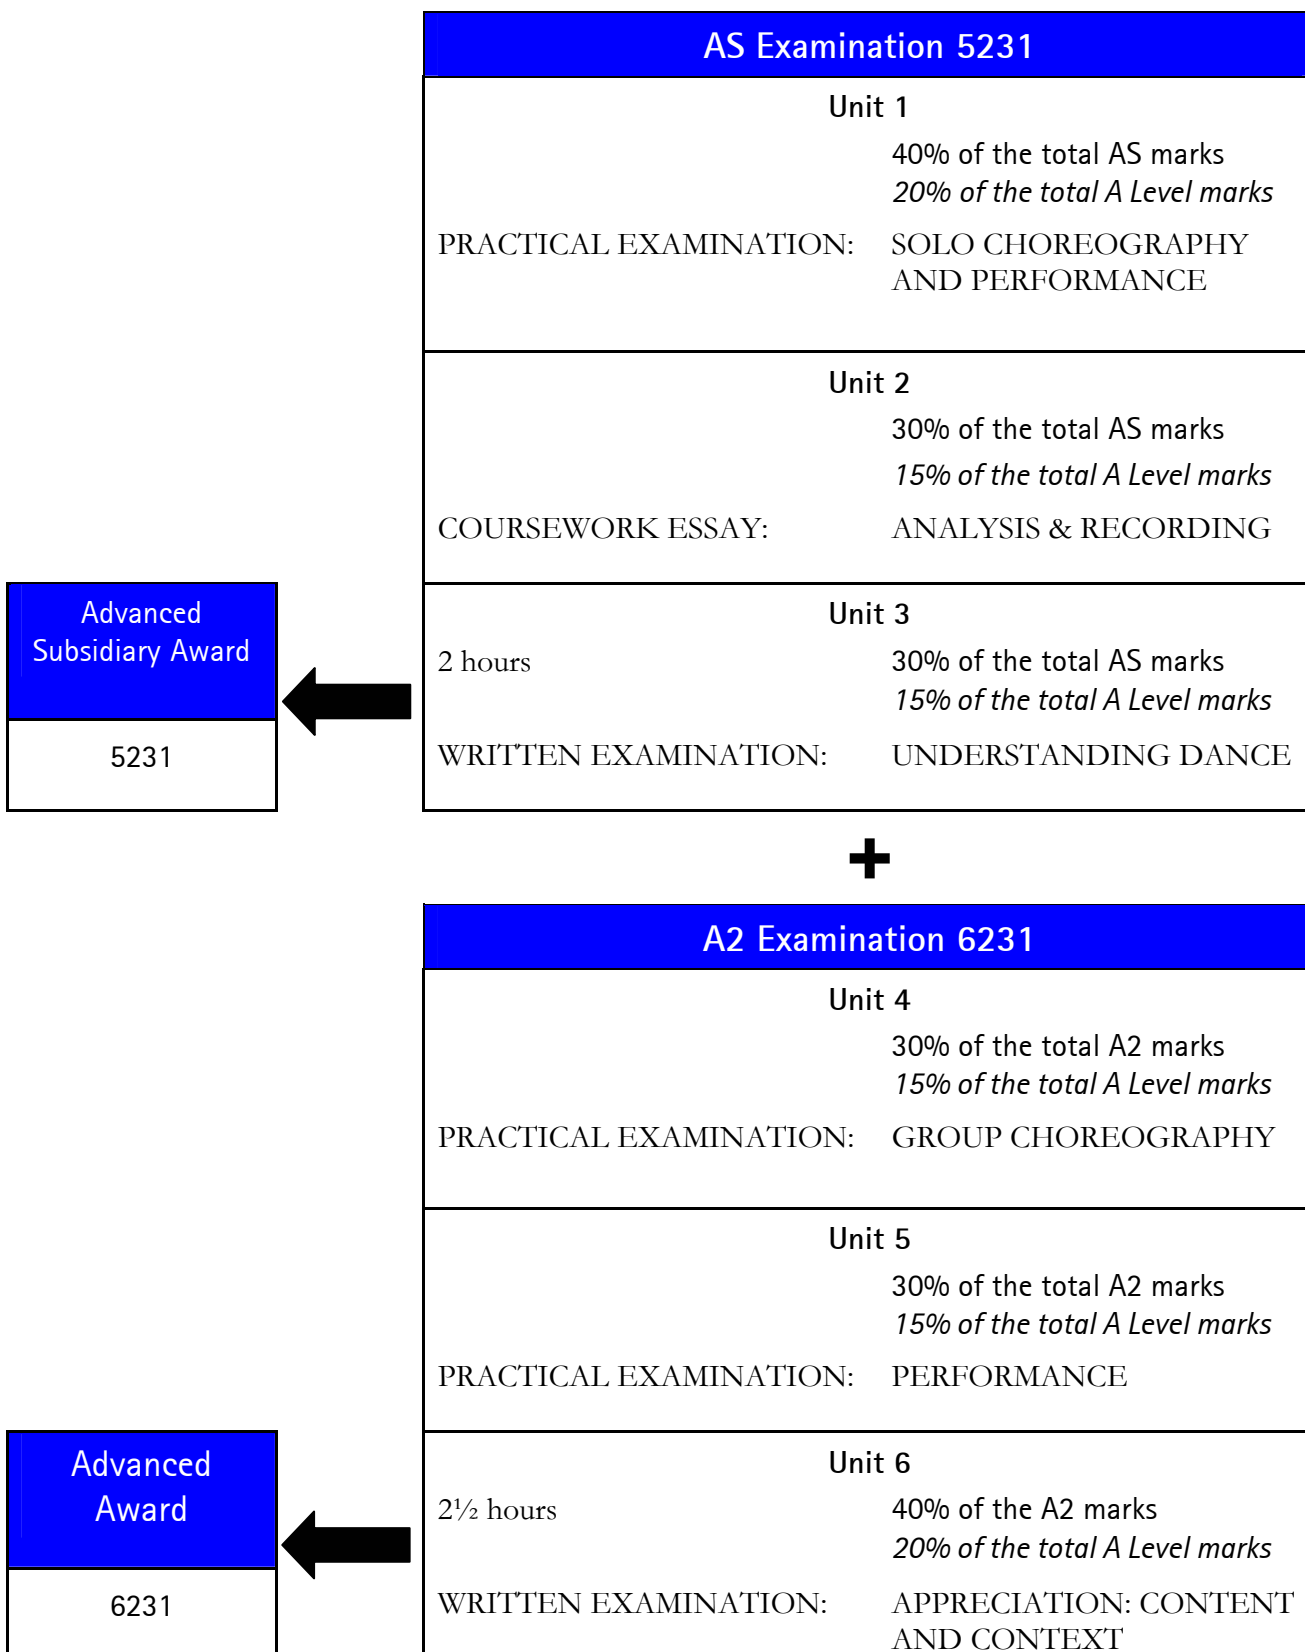 AS Examination 5231
Unit 1
40% of the total AS marks
20% of the total A Level marks
PRACTICAL EXAMINATION: SOLO CHOREOGRAPHY
AND PERFORMANCE
Unit 2
30% of the total AS marks
15% of the total A Level marks
COURSEWORK ESSAY: ANALYSIS & RECORDING
Advanced
Subsidiary Award
5231
Unit 3
2 hours 30% of the total AS marks
15% of the total A Level marks
WRITTEN EXAMINATION: UNDERSTANDING DANCE
+
A2 Examination 6231
Unit 4
30% of the total A2 marks
15% of the total A Level marks
PRACTICAL EXAMINATION: GROUP CHOREOGRAPHY
Unit 5
30% of the total A2 marks
15% of the total A Level marks
PRACTICAL EXAMINATION: PERFORMANCE
Advanced
Award
6231
Unit 6
2½ hours 40% of the A2 marks
20% of the total A Level marks
WRITTEN EXAMINATION: APPRECIATION: CONTENT
AND CONTEXT